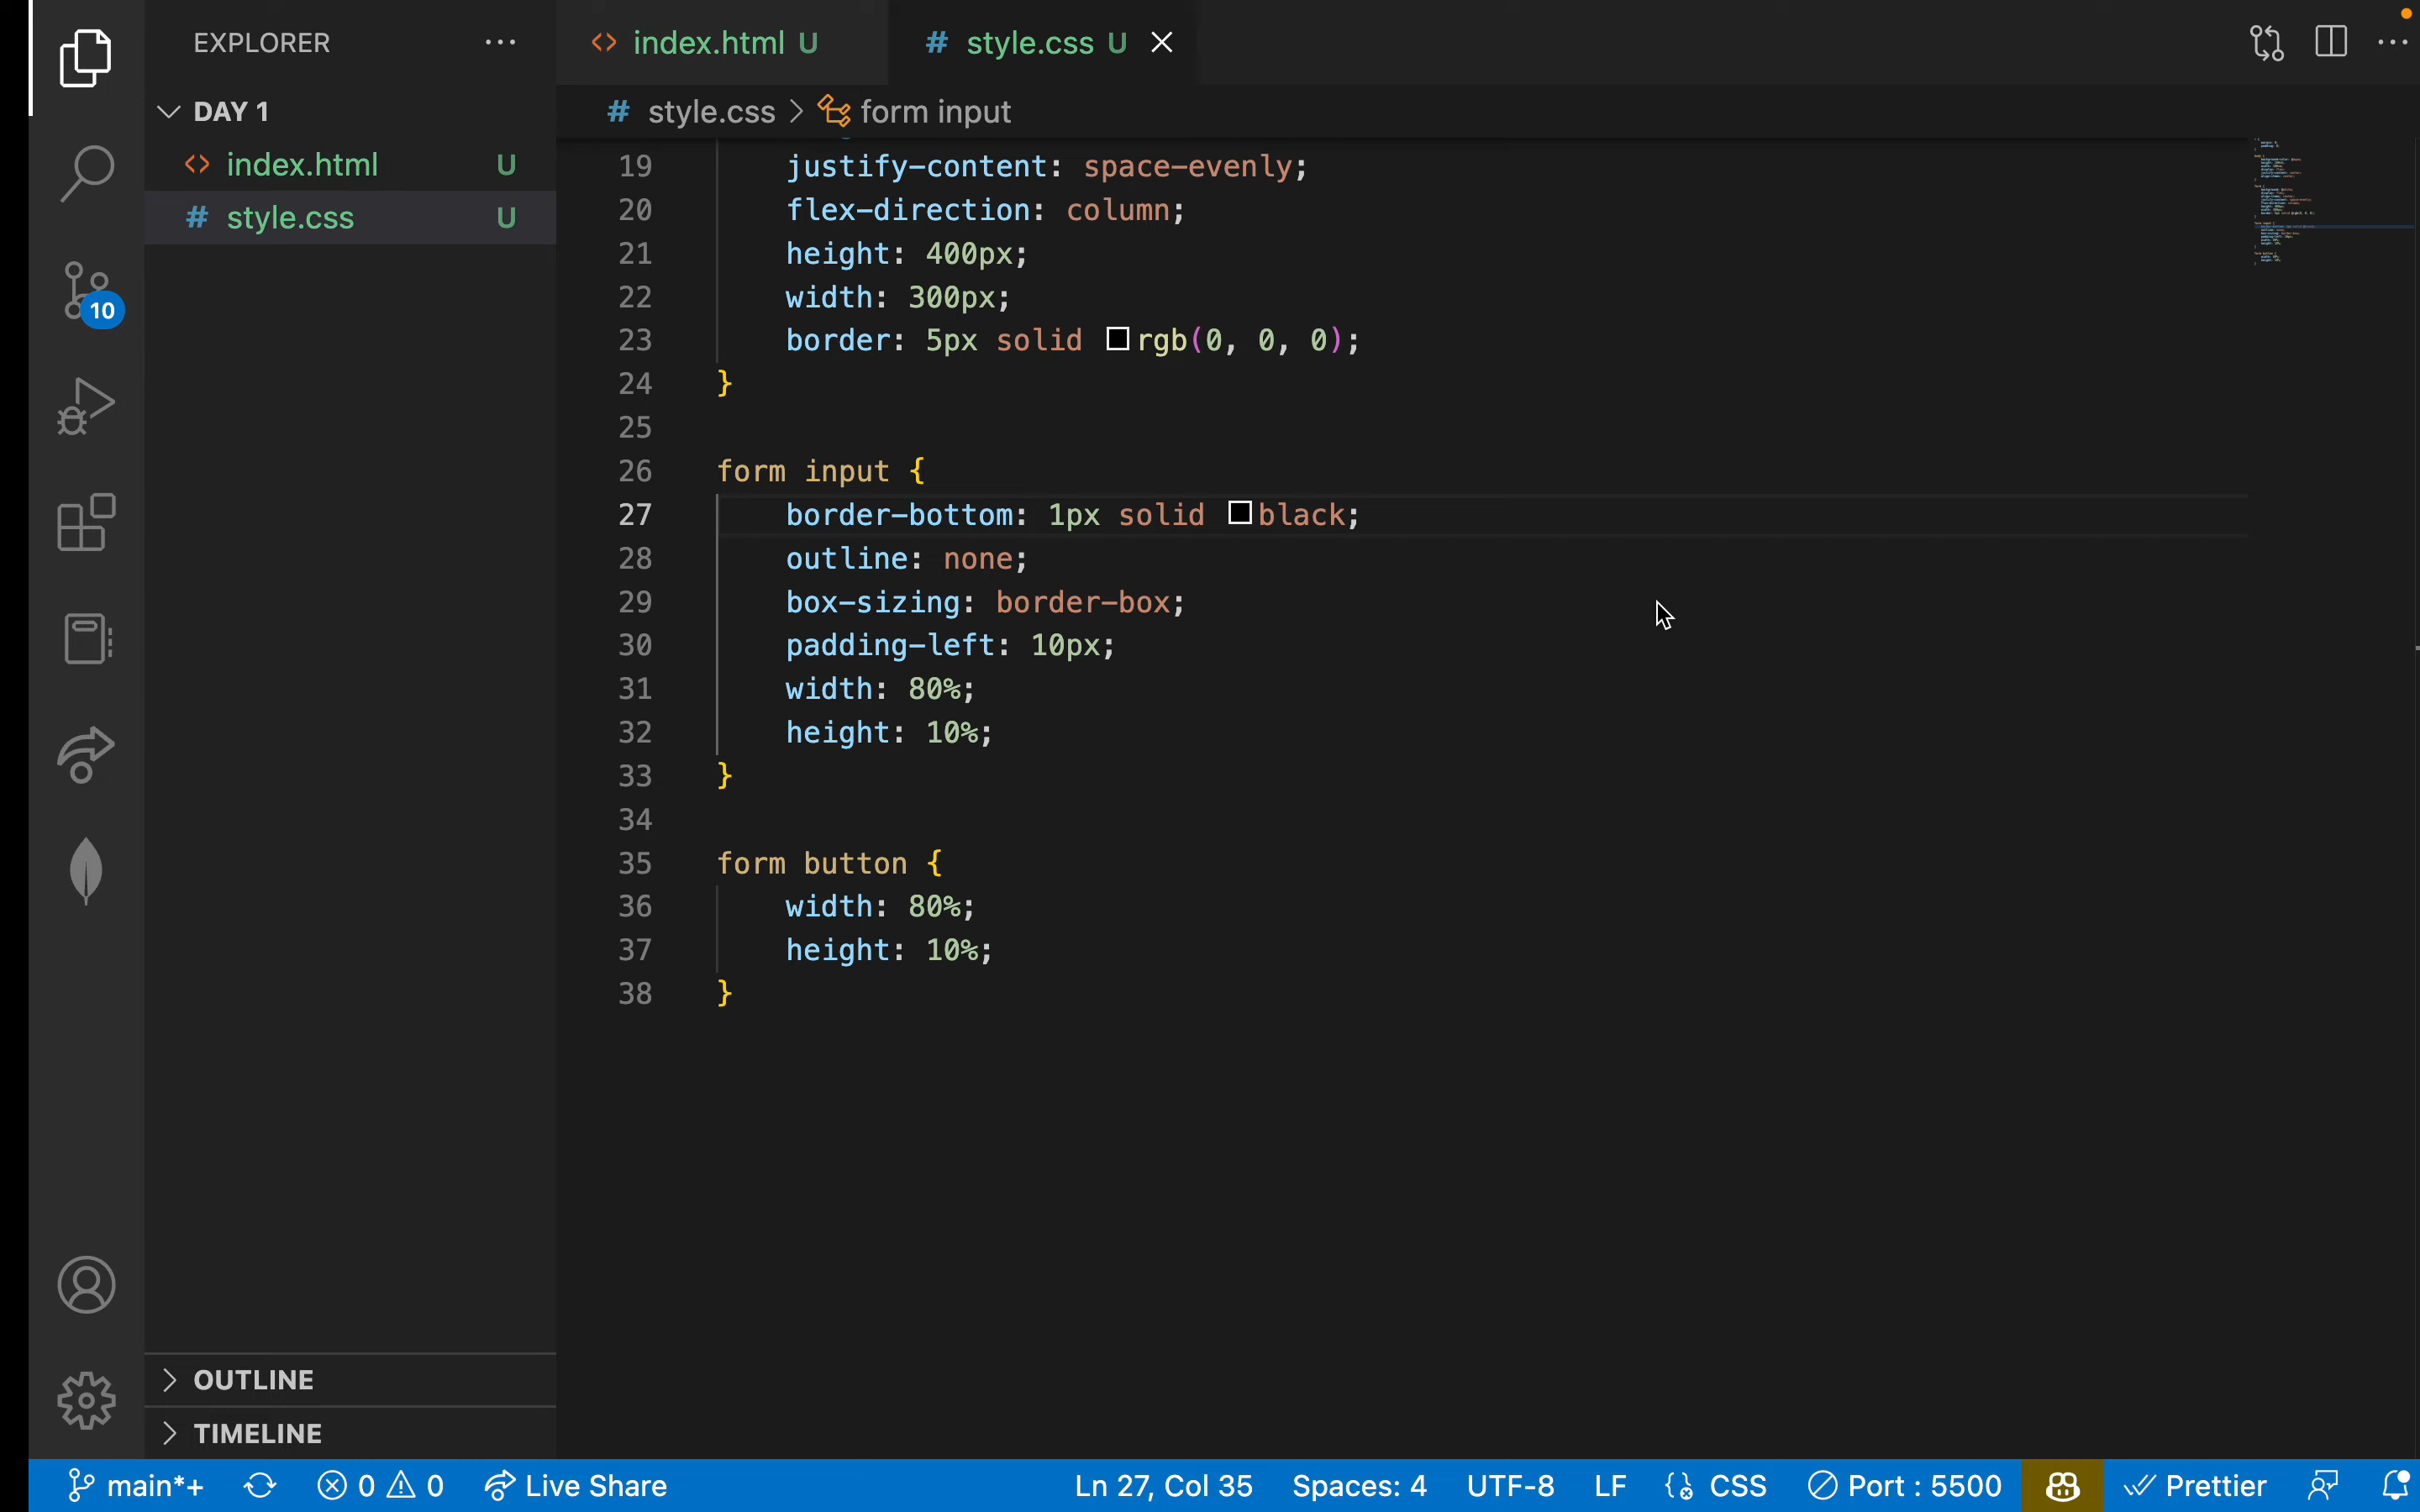 EXPLORER
DAY 1
index.html U
style.css U
10
OUTLINE
TIMELINE
index.html U
style.css U
style.css > form input
19 justify-content: space-evenly;
20 flex-direction: column;
21 height: 400px;
22 width: 300px;
23 border: 5px solid rgb(0, 0, 0);
24 }
25
26 form input {
27 border-bottom: 1px solid black;
28 outline: none;
29 box-sizing: border-box;
30 padding-left: 10px;
31 width: 80%;
32 height: 10%;
33 }
34
35 form button {
36 width: 80%;
37 height: 10%;
38 }
main*+ 0 0 Live Share Ln 27, Col 35 Spaces: 4 UTF-8 LF CSS Port : 5500 Prettier